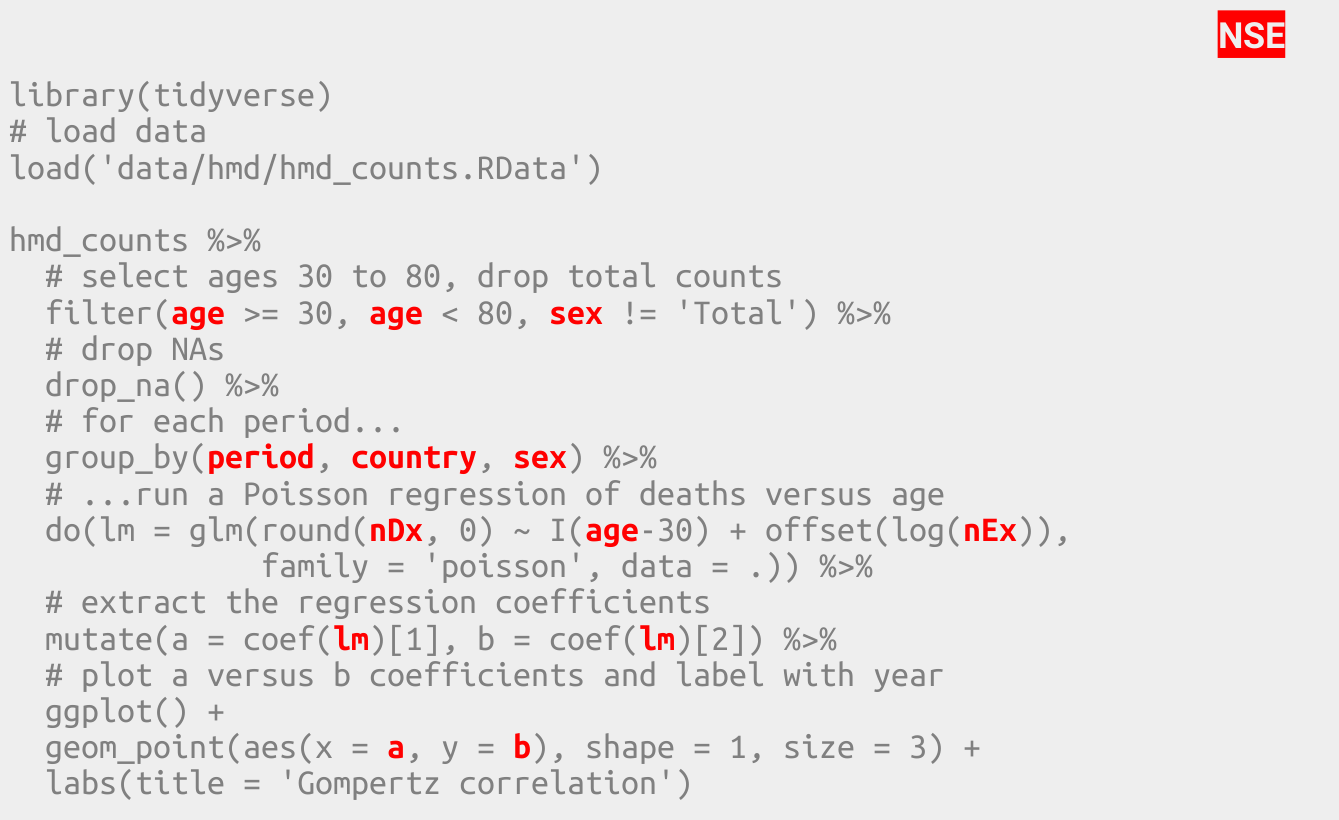 NSE
library(tidyverse)
# load data
load('data/hmd/hmd_counts.RData')

hmd_counts %>%
  # select ages 30 to 80, drop total counts
  filter(age >= 30, age < 80, sex != 'Total') %>%
  # drop NAs
  drop_na() %>%
  # for each period...
  group_by(period, country, sex) %>%
  # ...run a Poisson regression of deaths versus age
  do(lm = glm(round(nDx, 0) ~ I(age-30) + offset(log(nEx)),
              family = 'poisson', data = .)) %>%
  # extract the regression coefficients
  mutate(a = coef(lm)[1], b = coef(lm)[2]) %>%
  # plot a versus b coefficients and label with year
  ggplot() +
  geom_point(aes(x = a, y = b), shape = 1, size = 3) +
  labs(title = 'Gompertz correlation')